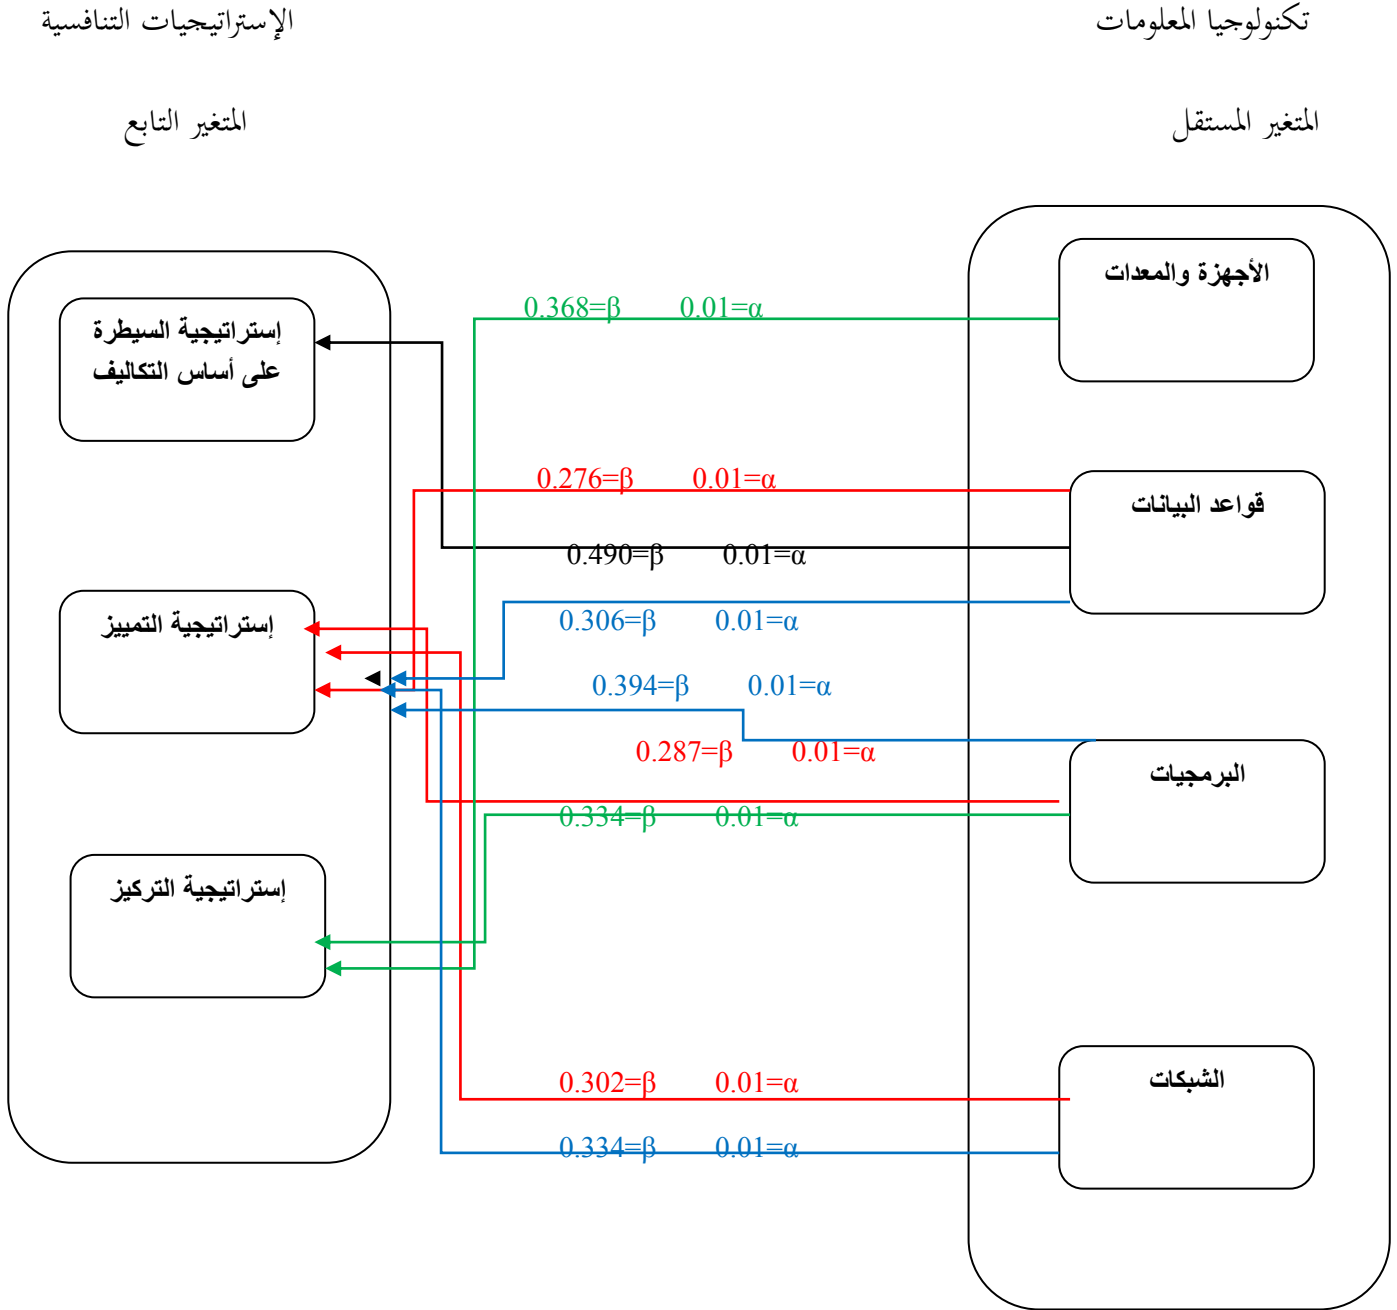 تكنولوجيا المعلومات
الإستراتيجيات التنافسية
المتغير المستقل
المتغير التابع
الأجهزة والمعدات
0.368=β 0.01=α
إستراتيجية السيطرة
على أساس التكاليف
قواعد البيانات
0.276=β 0.01=α
0.490=β 0.01=α
0.306=β 0.01=α
إستراتيجية التمييز
0.394=β 0.01=α
البرمجيات
0.287=β 0.01=α
0.334=β 0.01=α
إستراتيجية التركيز
الشبكات
0.302=β 0.01=α
0.334=β 0.01=α